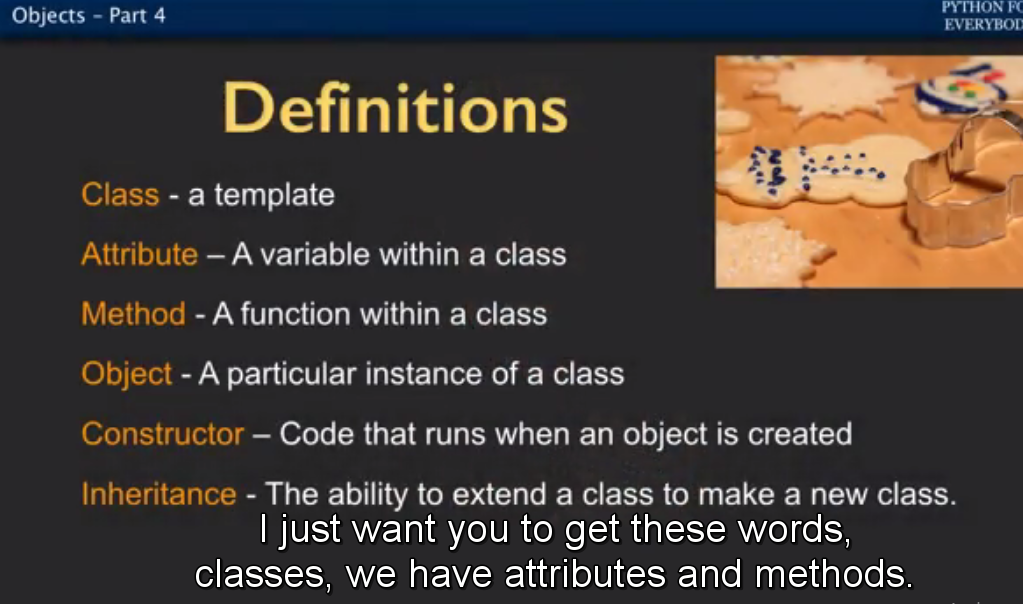 Objects – Part 4
PYTHON FO
EVERYBOD
Definitions
Class - a template
Attribute – A variable within a class
Method - A function within a class
Object - A particular instance of a class
Constructor – Code that runs when an object is created
Inheritance - The ability to extend a class to make a new class.
I just want you to get these words,
classes, we have attributes and methods.